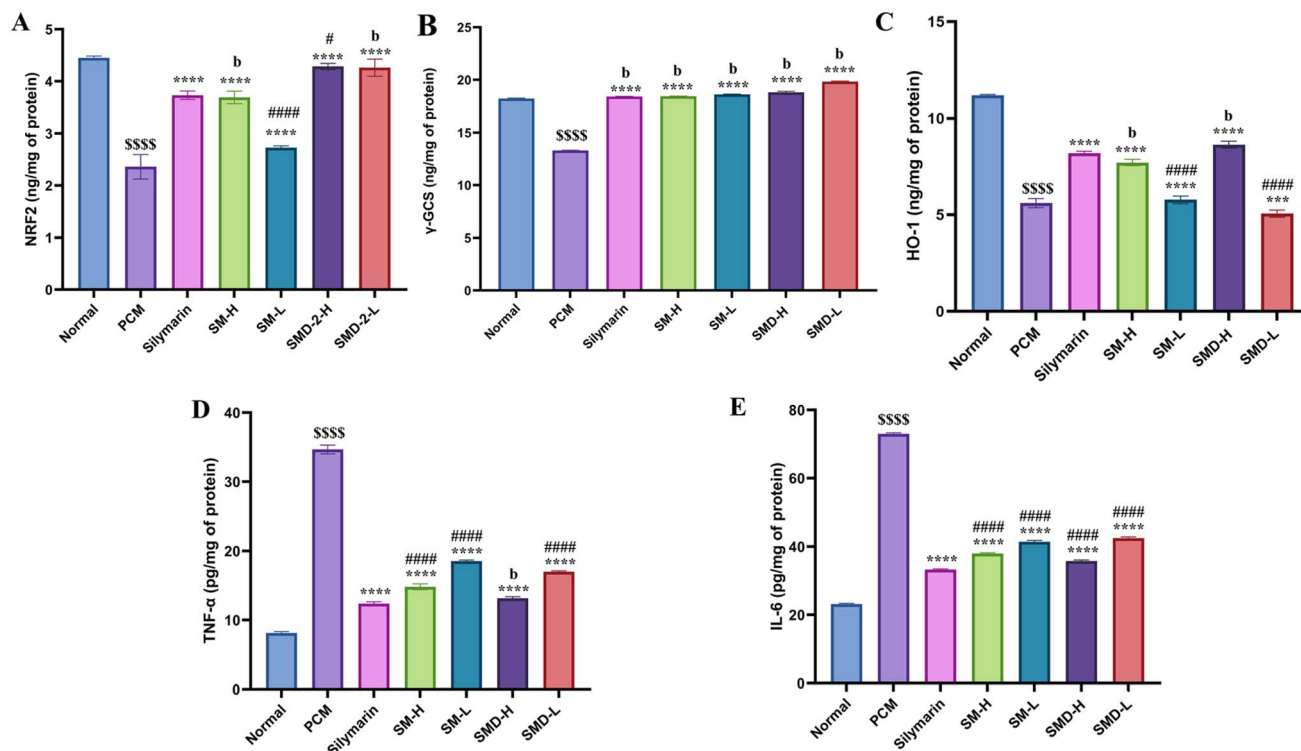 A
NRF2 (ng/mg of protein)
5
4
3
2
1
0
$$$$
****
b
****
####
****
#
****
b
****
Normal
PCM
Silymarin
SM-H
SM-L
SMD-2-H
SMD-2-L
B
γ-GCS (ng/mg of protein)
25
20
15
10
5
0
$$$$
b
****
b
****
b
****
b
****
b
****
Normal
PCM
Silymarin
SM-H
SM-L
SMD-H
SMD-L
C
HO-1 (ng/mg of protein)
15
10
5
0
$$$$
****
b
****
####
****
b
****
####
***
Normal
PCM
Silymarin
SM-H
SM-L
SMD-H
SMD-L
D
TNF-α (pg/mg of protein)
40
30
20
10
0
$$$$
****
####
****
####
****
b
****
####
****
Normal
PCM
Silymarin
SM-H
SM-L
SMD-H
SMD-L
E
IL-6 (pg/mg of protein)
80
60
40
20
0
$$$$
****
####
****
####
****
####
****
####
****
Normal
PCM
Silymarin
SM-H
SM-L
SMD-H
SMD-L